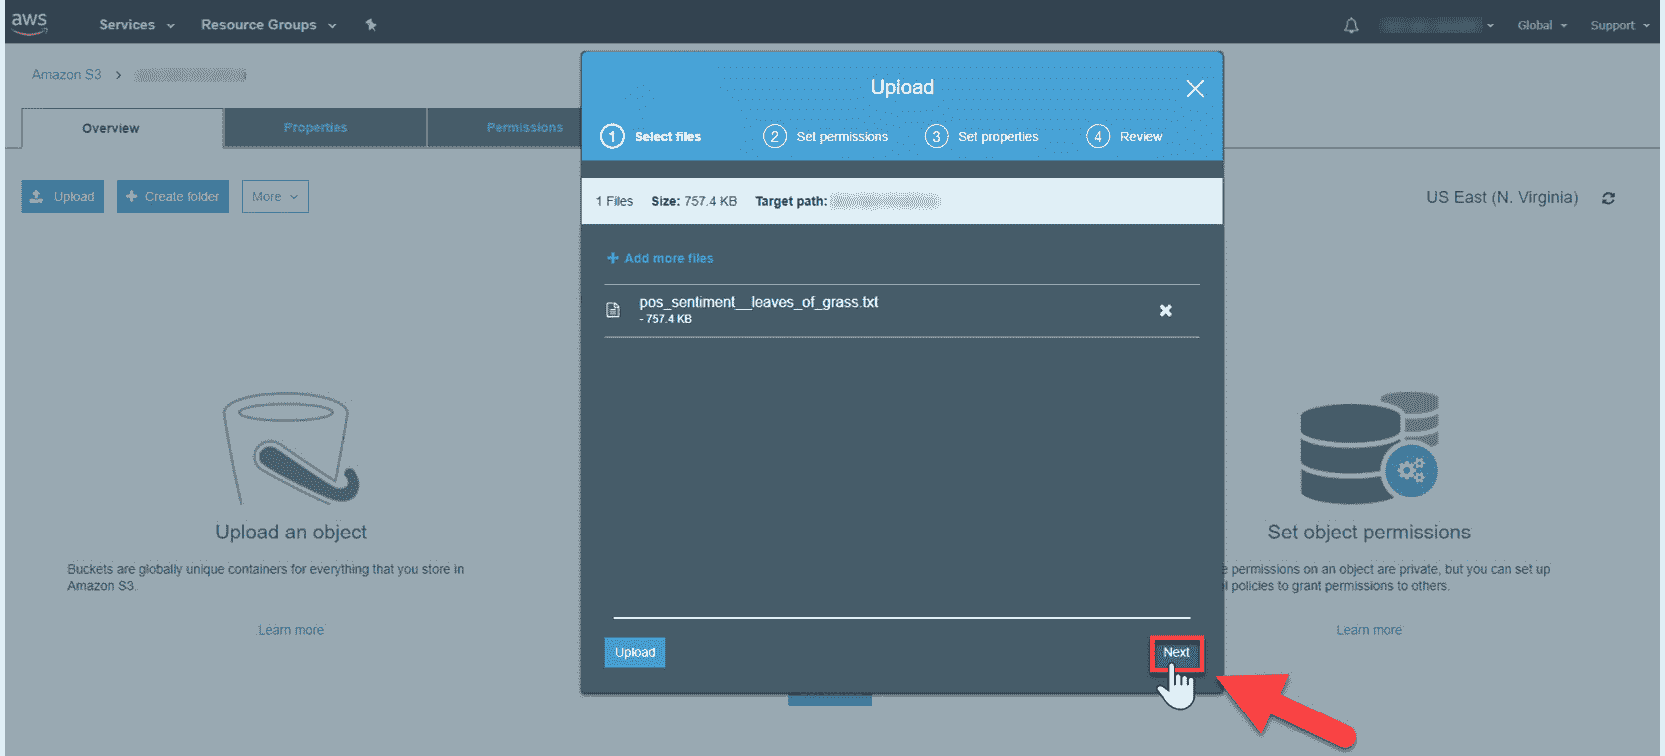 aws
Services
Resource Groups
Global
Support
Amazon S3
Overview
Properties
Permissions
Upload
Create folder
More
US East (N. Virginia)
Upload
1 Select files
2 Set permissions
3 Set properties
4 Review
1 Files Size: 757.4 KB Target path:
Add more files
pos_sentiment__leaves_of_grass.txt
- 757.4 KB
Upload
Next
Upload an object
Buckets are globally unique containers for everything that you store in
Amazon S3.
Learn more
Set object permissions
permissions on an object are private, but you can set up
policies to grant permissions to others.
Learn more